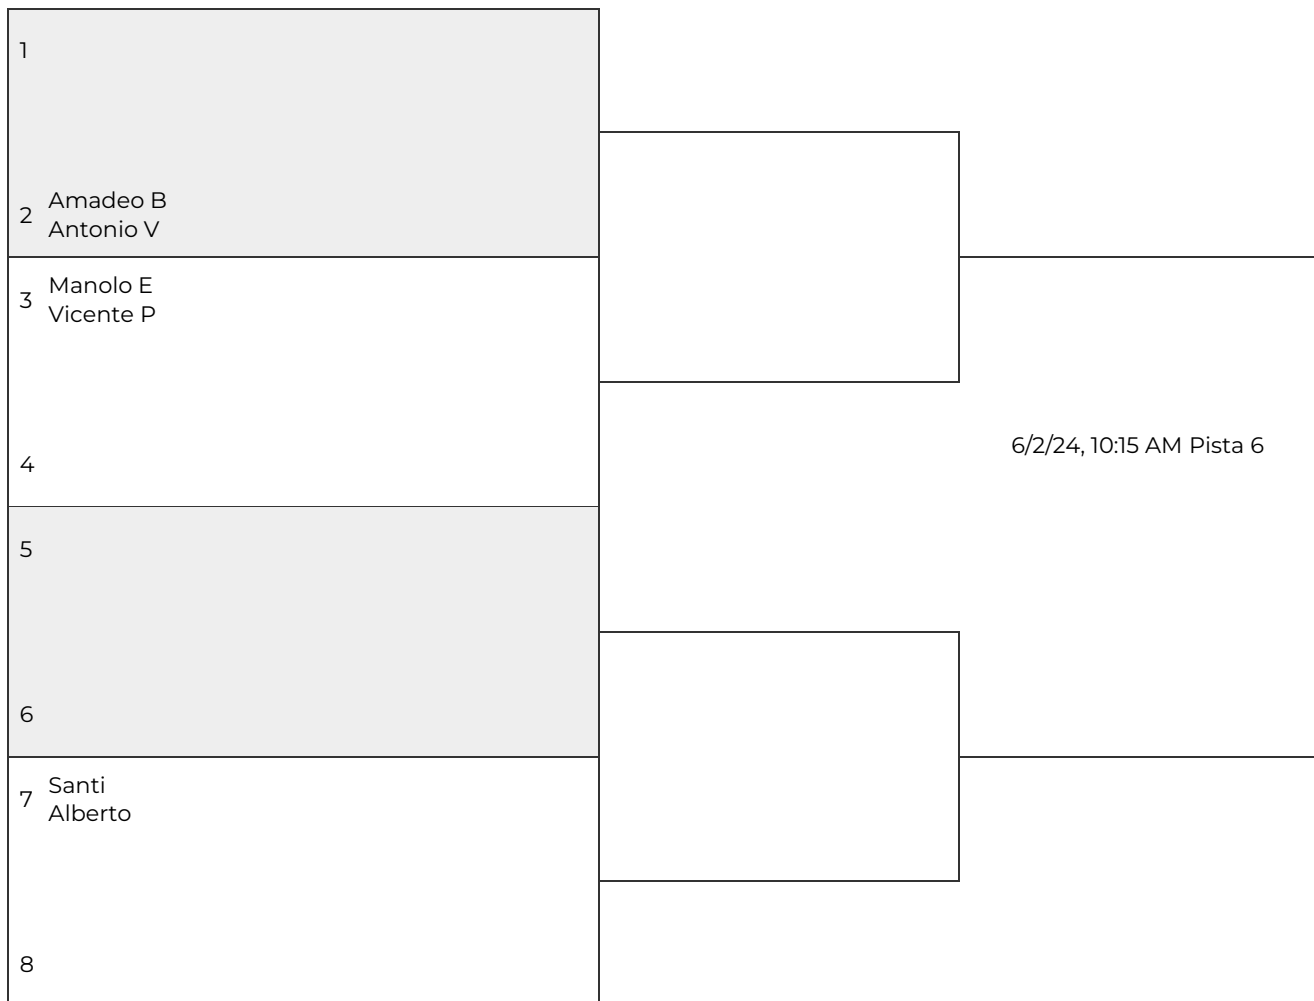 1
2 Amadeo B
Antonio V
3 Manolo E
Vicente P
4
6/2/24, 10:15 AM Pista 6
5
6
7 Santi
Alberto
8